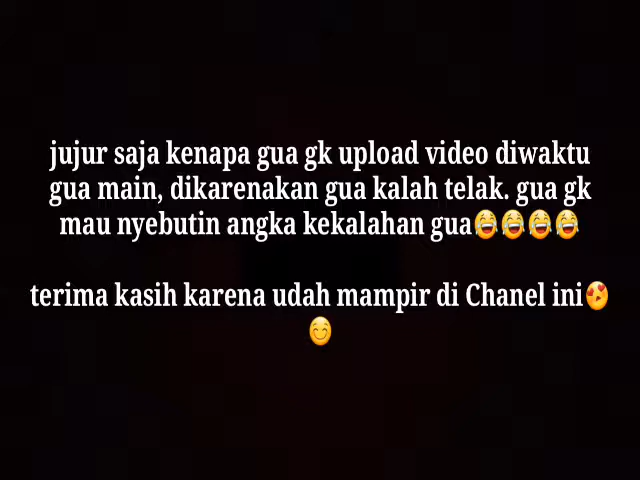 jujur saja kenapa gua gk upload video diwaktu
gua main, dikarenakan gua kalah telak. gua gk
mau nyebutin angka kekalahan gua😂😂😂😂
terima kasih karena udah mampir di Chanel ini😍
😊